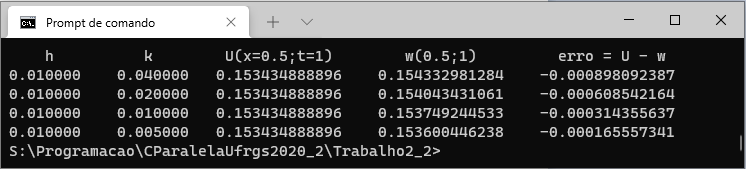 Prompt de comando
h k U(x=0.5;t=1) w(0.5;1) erro = U - w
0.010000 0.040000 0.153434888896 0.154332981284 -0.000898092387
0.010000 0.020000 0.153434888896 0.154043431061 -0.000608542164
0.010000 0.010000 0.153434888896 0.153749244533 -0.000314355637
0.010000 0.005000 0.153434888896 0.153600446238 -0.000165557341
S:\Programacao\CParalelaUfrgs2020_2\Trabalho2_2>